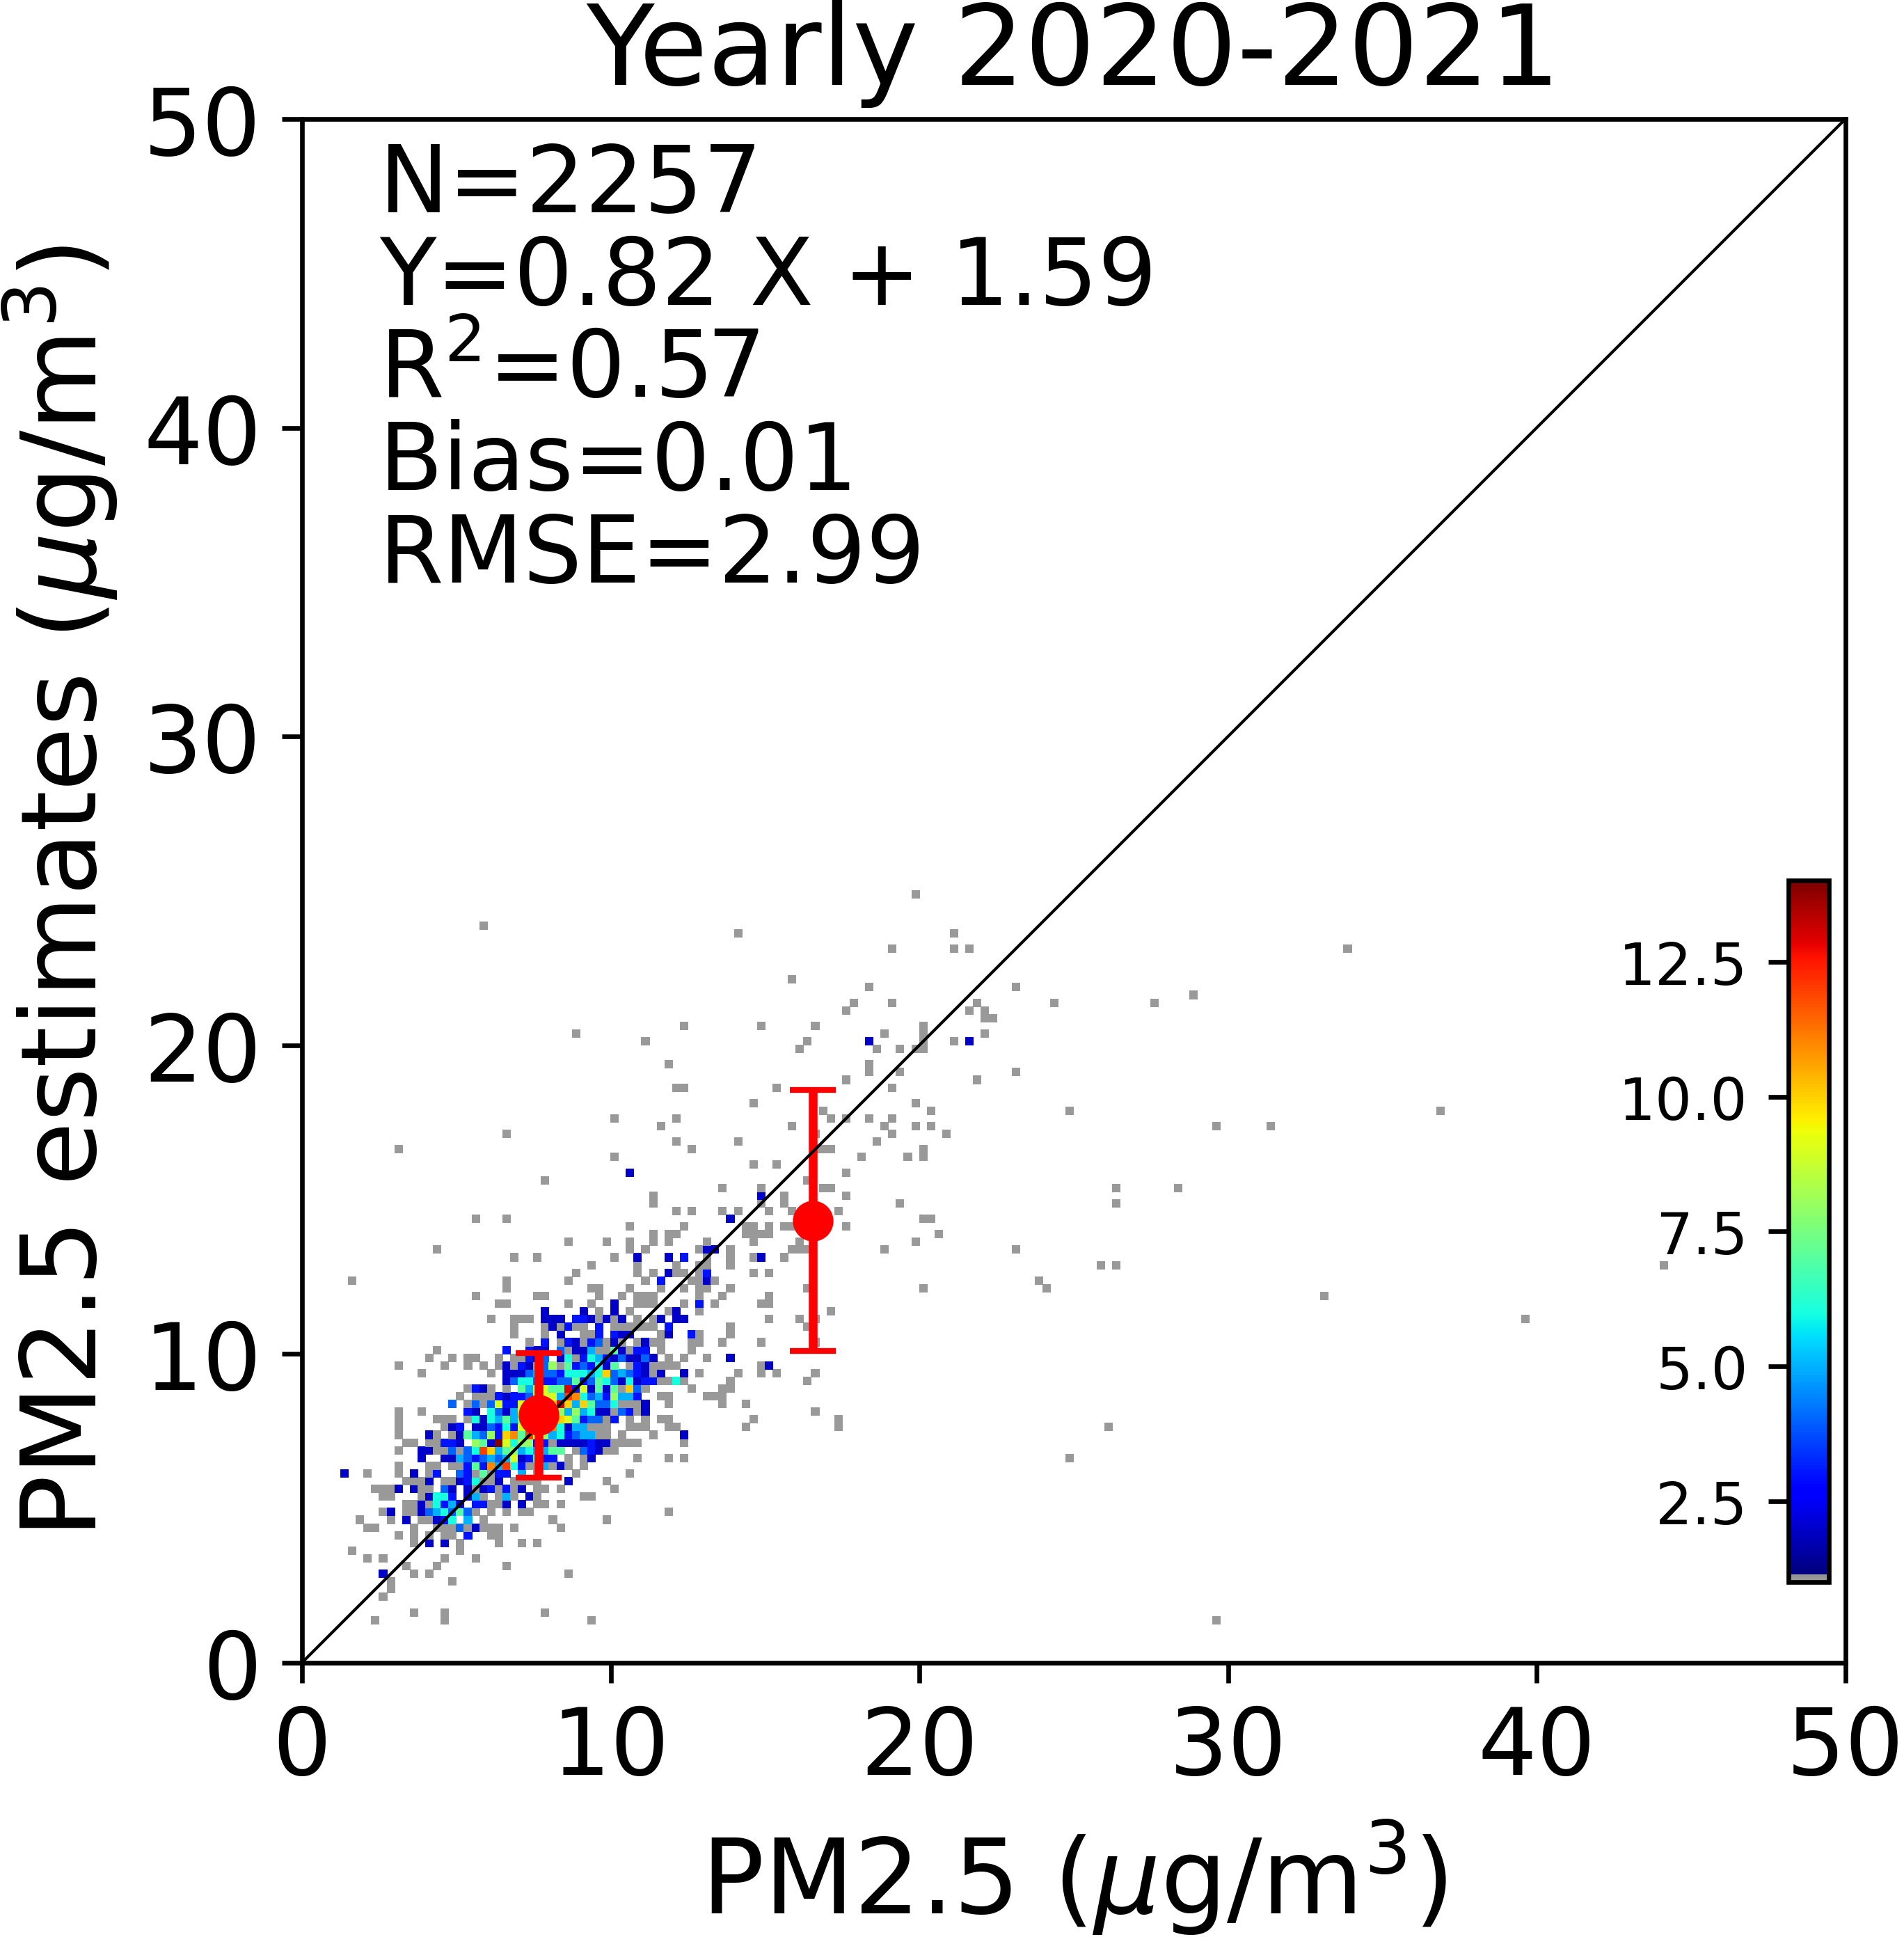 Yearly 2020-2021
N=2257
Y=0.82 X + 1.59
R²=0.57
Bias=0.01
RMSE=2.99
PM2.5 estimates (μg/m³)
50
40
30
20
10
0
12.5
10.0
7.5
5.0
2.5
0 10 20 30 40 50
PM2.5 (μg/m³)